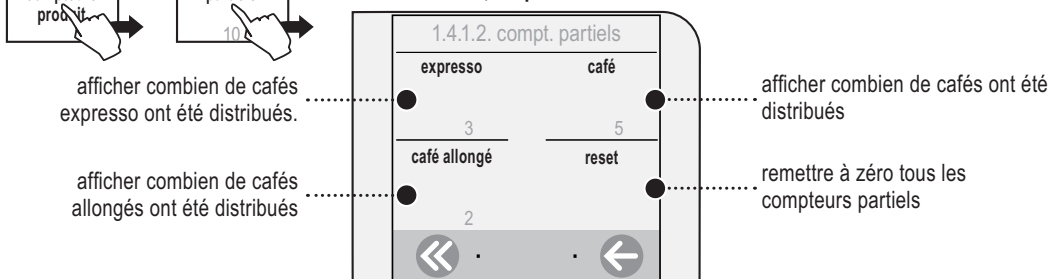 produit
10
1.4.1.2. compt. partiels
expresso
café
3
5
café allongé
reset
2
afficher combien de cafés
expresso ont été distribués.
afficher combien de cafés
allongés ont été distribués
afficher combien de cafés ont été
distribués
remettre à zéro tous les
compteurs partiels